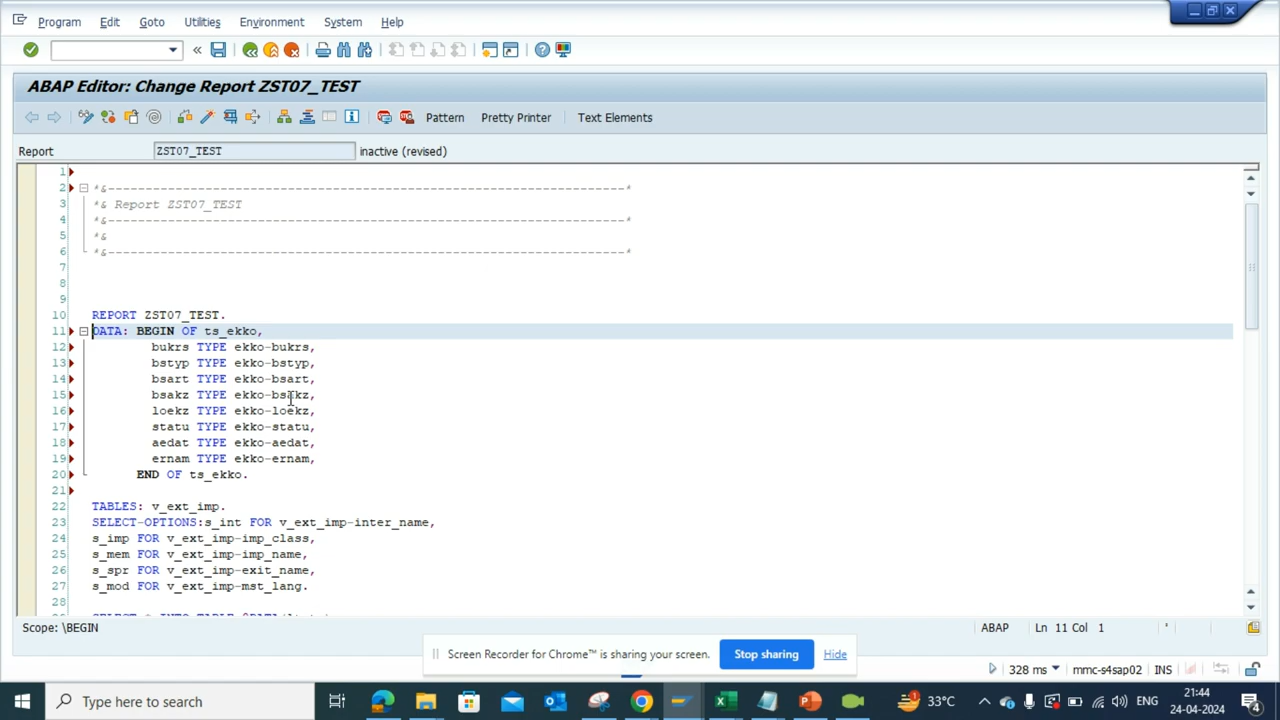 Program Edit Goto Utilities Environment System Help
ABAP Editor: Change Report ZST07_TEST
Pattern Pretty Printer Text Elements
Report ZST07_TEST inactive (revised)
1
2 *&---------------------------------------------------------------------*
3 *& Report ZST07_TEST
4 *&---------------------------------------------------------------------*
5 *&
6 *&---------------------------------------------------------------------*
7
8
9
10 REPORT ZST07_TEST.
11 DATA: BEGIN OF ts_ekko,
12 bukrs TYPE ekko-bukrs,
13 bstyp TYPE ekko-bstyp,
14 bsart TYPE ekko-bsart,
15 bsakz TYPE ekko-bsakz,
16 loekz TYPE ekko-loekz,
17 statu TYPE ekko-statu,
18 aedat TYPE ekko-aedat,
19 ernam TYPE ekko-ernam,
20 END OF ts_ekko.
21
22 TABLES: v_ext_imp.
23 SELECT-OPTIONS:s_int FOR v_ext_imp-inter_name,
24 s_imp FOR v_ext_imp-imp_class,
25 s_mem FOR v_ext_imp-imp_name,
26 s_spr FOR v_ext_imp-exit_name,
27 s_mod FOR v_ext_imp-mst_lang.
28
Scope: \BEGIN ABAP Ln 11 Col 1
Screen Recorder for Chrome™ is sharing your screen. Stop sharing Hide
328 ms mmc-s4sap02 INS
Type here to search 33°C ENG 21:44
24-04-2024 4